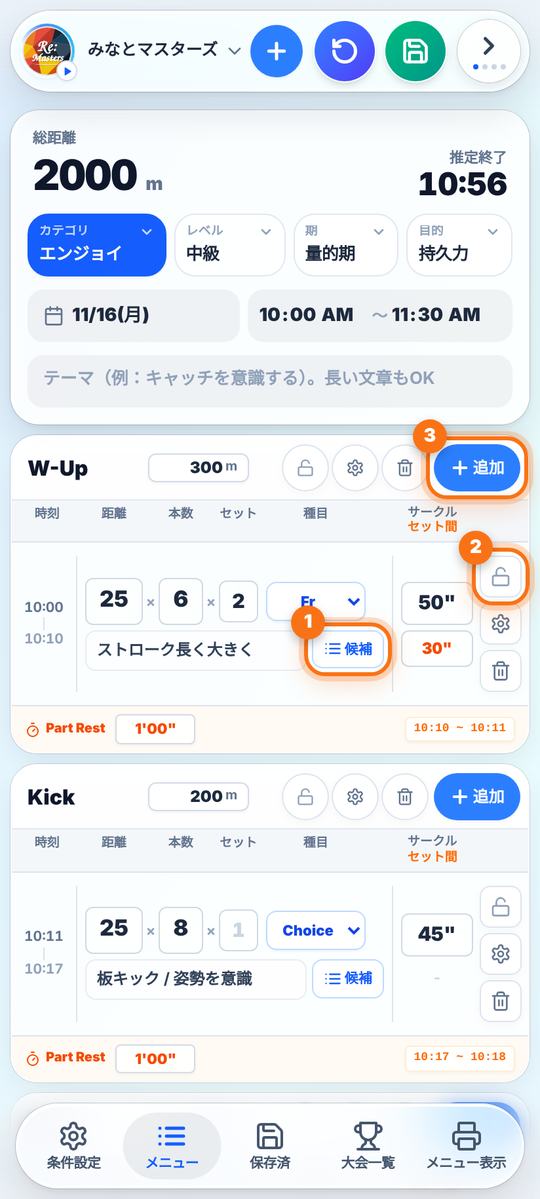 Re:
Masters
みなとマスターズ
総距離
2000 m
推定終了
10:56
カテゴリ
エンジョイ
レベル
中級
期
量的期
目的
持久力
11/16(月)
10:00 AM ～11:30 AM
テーマ（例：キャッチを意識する）。長い文章もOK
3
W-Up
300 m
+ 追加
時刻 距離 本数 セット 種目 サークル
セット間
2
10:00
10:10
25 × 6 × 2 Fr
50"
1
ストローク長く大きく
候補
30"
Part Rest 1'00"
10:10 ~ 10:11
Kick
200 m
+ 追加
時刻 距離 本数 セット 種目 サークル
セット間
10:11
10:17
25 × 8 × 1 Choice
45"
板キック / 姿勢を意識
候補
-
Part Rest 1'00"
10:17 ~ 10:18
条件設定 メニュー 保存済 大会一覧 メニュー表示